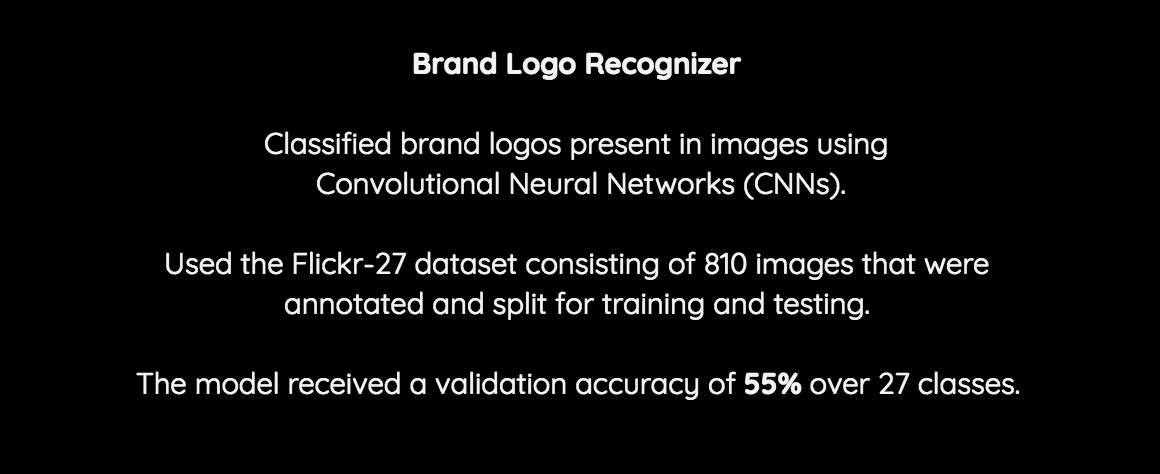 Brand Logo Recognizer
Classified brand logos present in images using
Convolutional Neural Networks (CNNs).
Used the Flickr-27 dataset consisting of 810 images that were
annotated and split for training and testing.
The model received a validation accuracy of 55% over 27 classes.